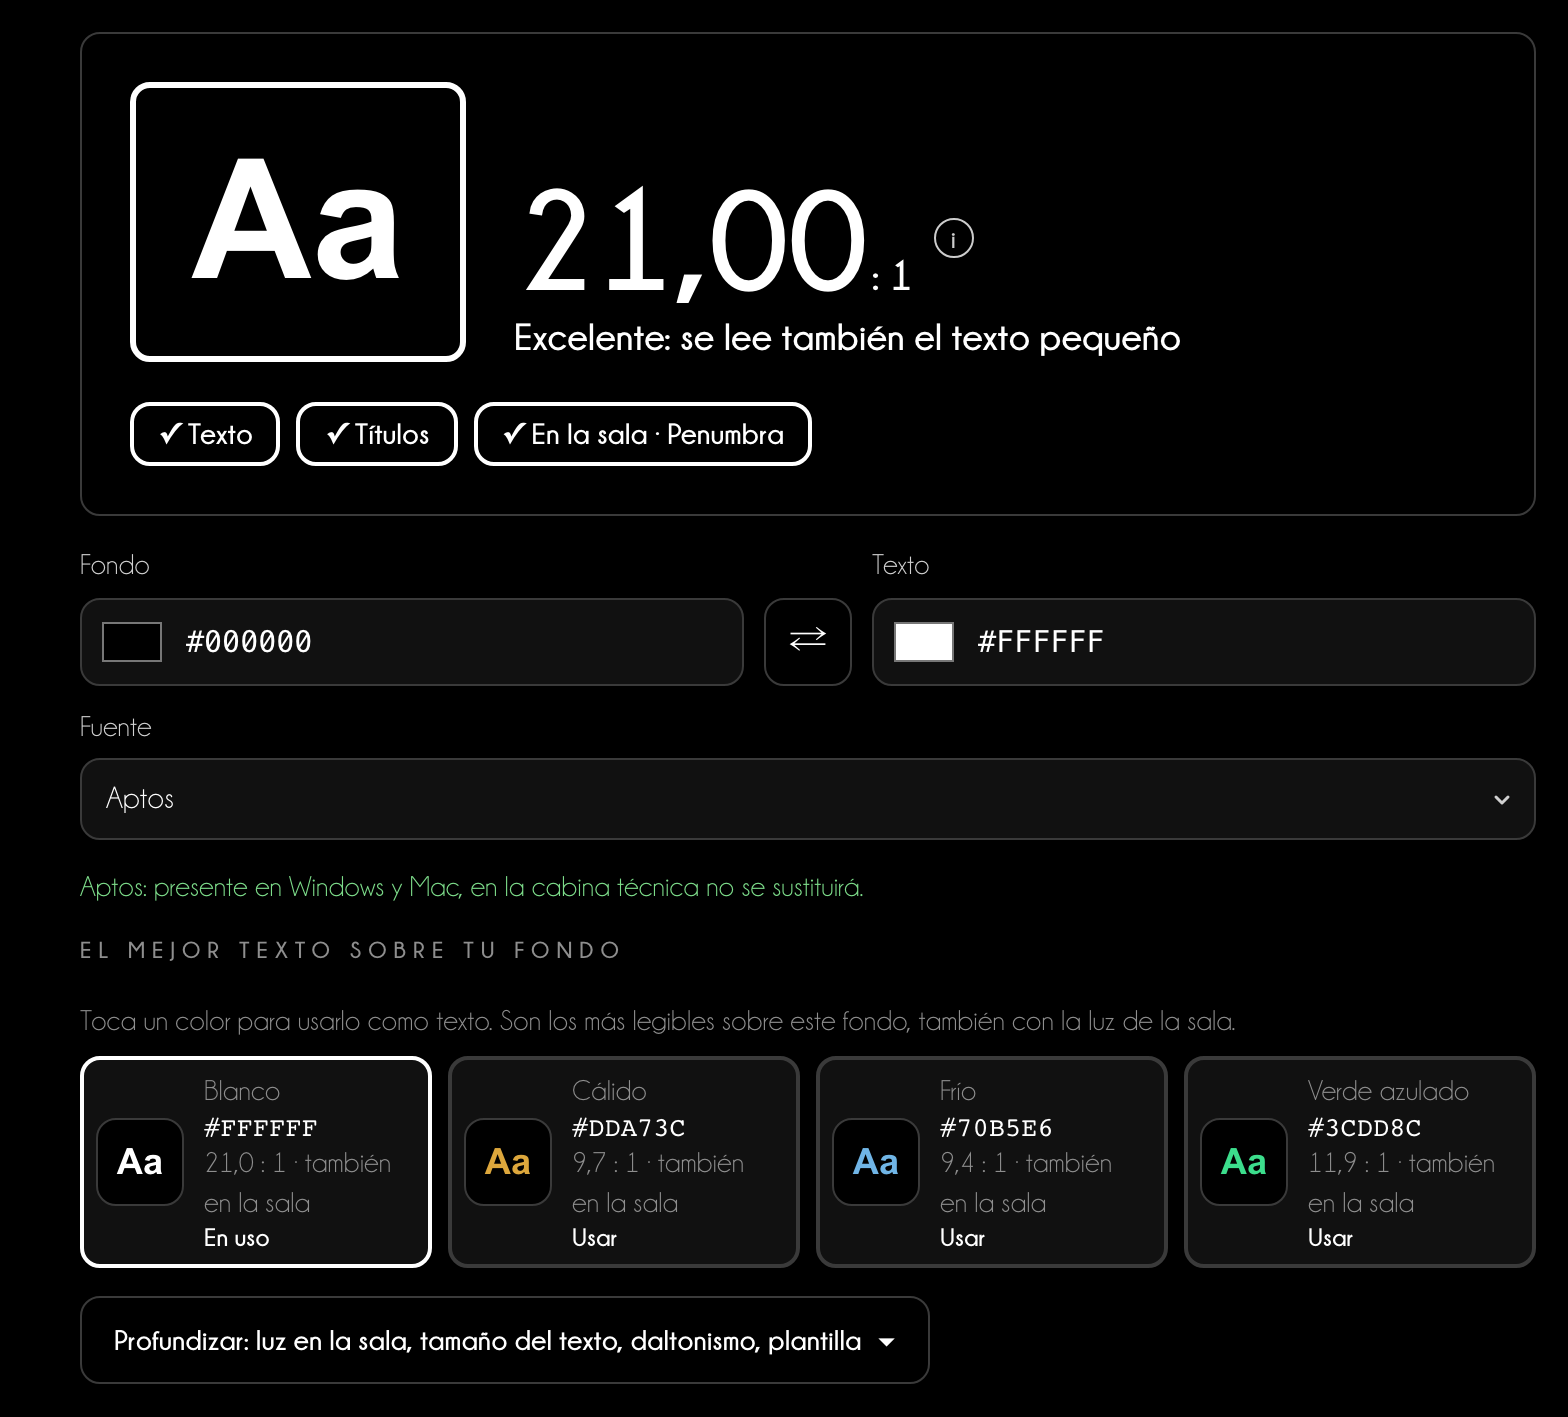 Aa
21,00 : 1 i
Excelente: se lee también el texto pequeño
✓ Texto ✓ Títulos ✓ En la sala · Penumbra
Fondo Texto
#000000 ⇄ #FFFFFF
Fuente
Aptos
Aptos: presente en Windows y Mac, en la cabina técnica no se sustituirá.
EL MEJOR TEXTO SOBRE TU FONDO
Toca un color para usarlo como texto. Son los más legibles sobre este fondo, también con la luz de la sala.
Aa
Blanco
#FFFFFF
21,0 : 1 · también
en la sala
En uso
Aa
Cálido
#DDA73C
9,7 : 1 · también
en la sala
Usar
Aa
Frío
#70B5E6
9,4 : 1 · también
en la sala
Usar
Aa
Verde azulado
#3CDD8C
11,9 : 1 · también
en la sala
Usar
Profundizar: luz en la sala, tamaño del texto, daltonismo, plantilla